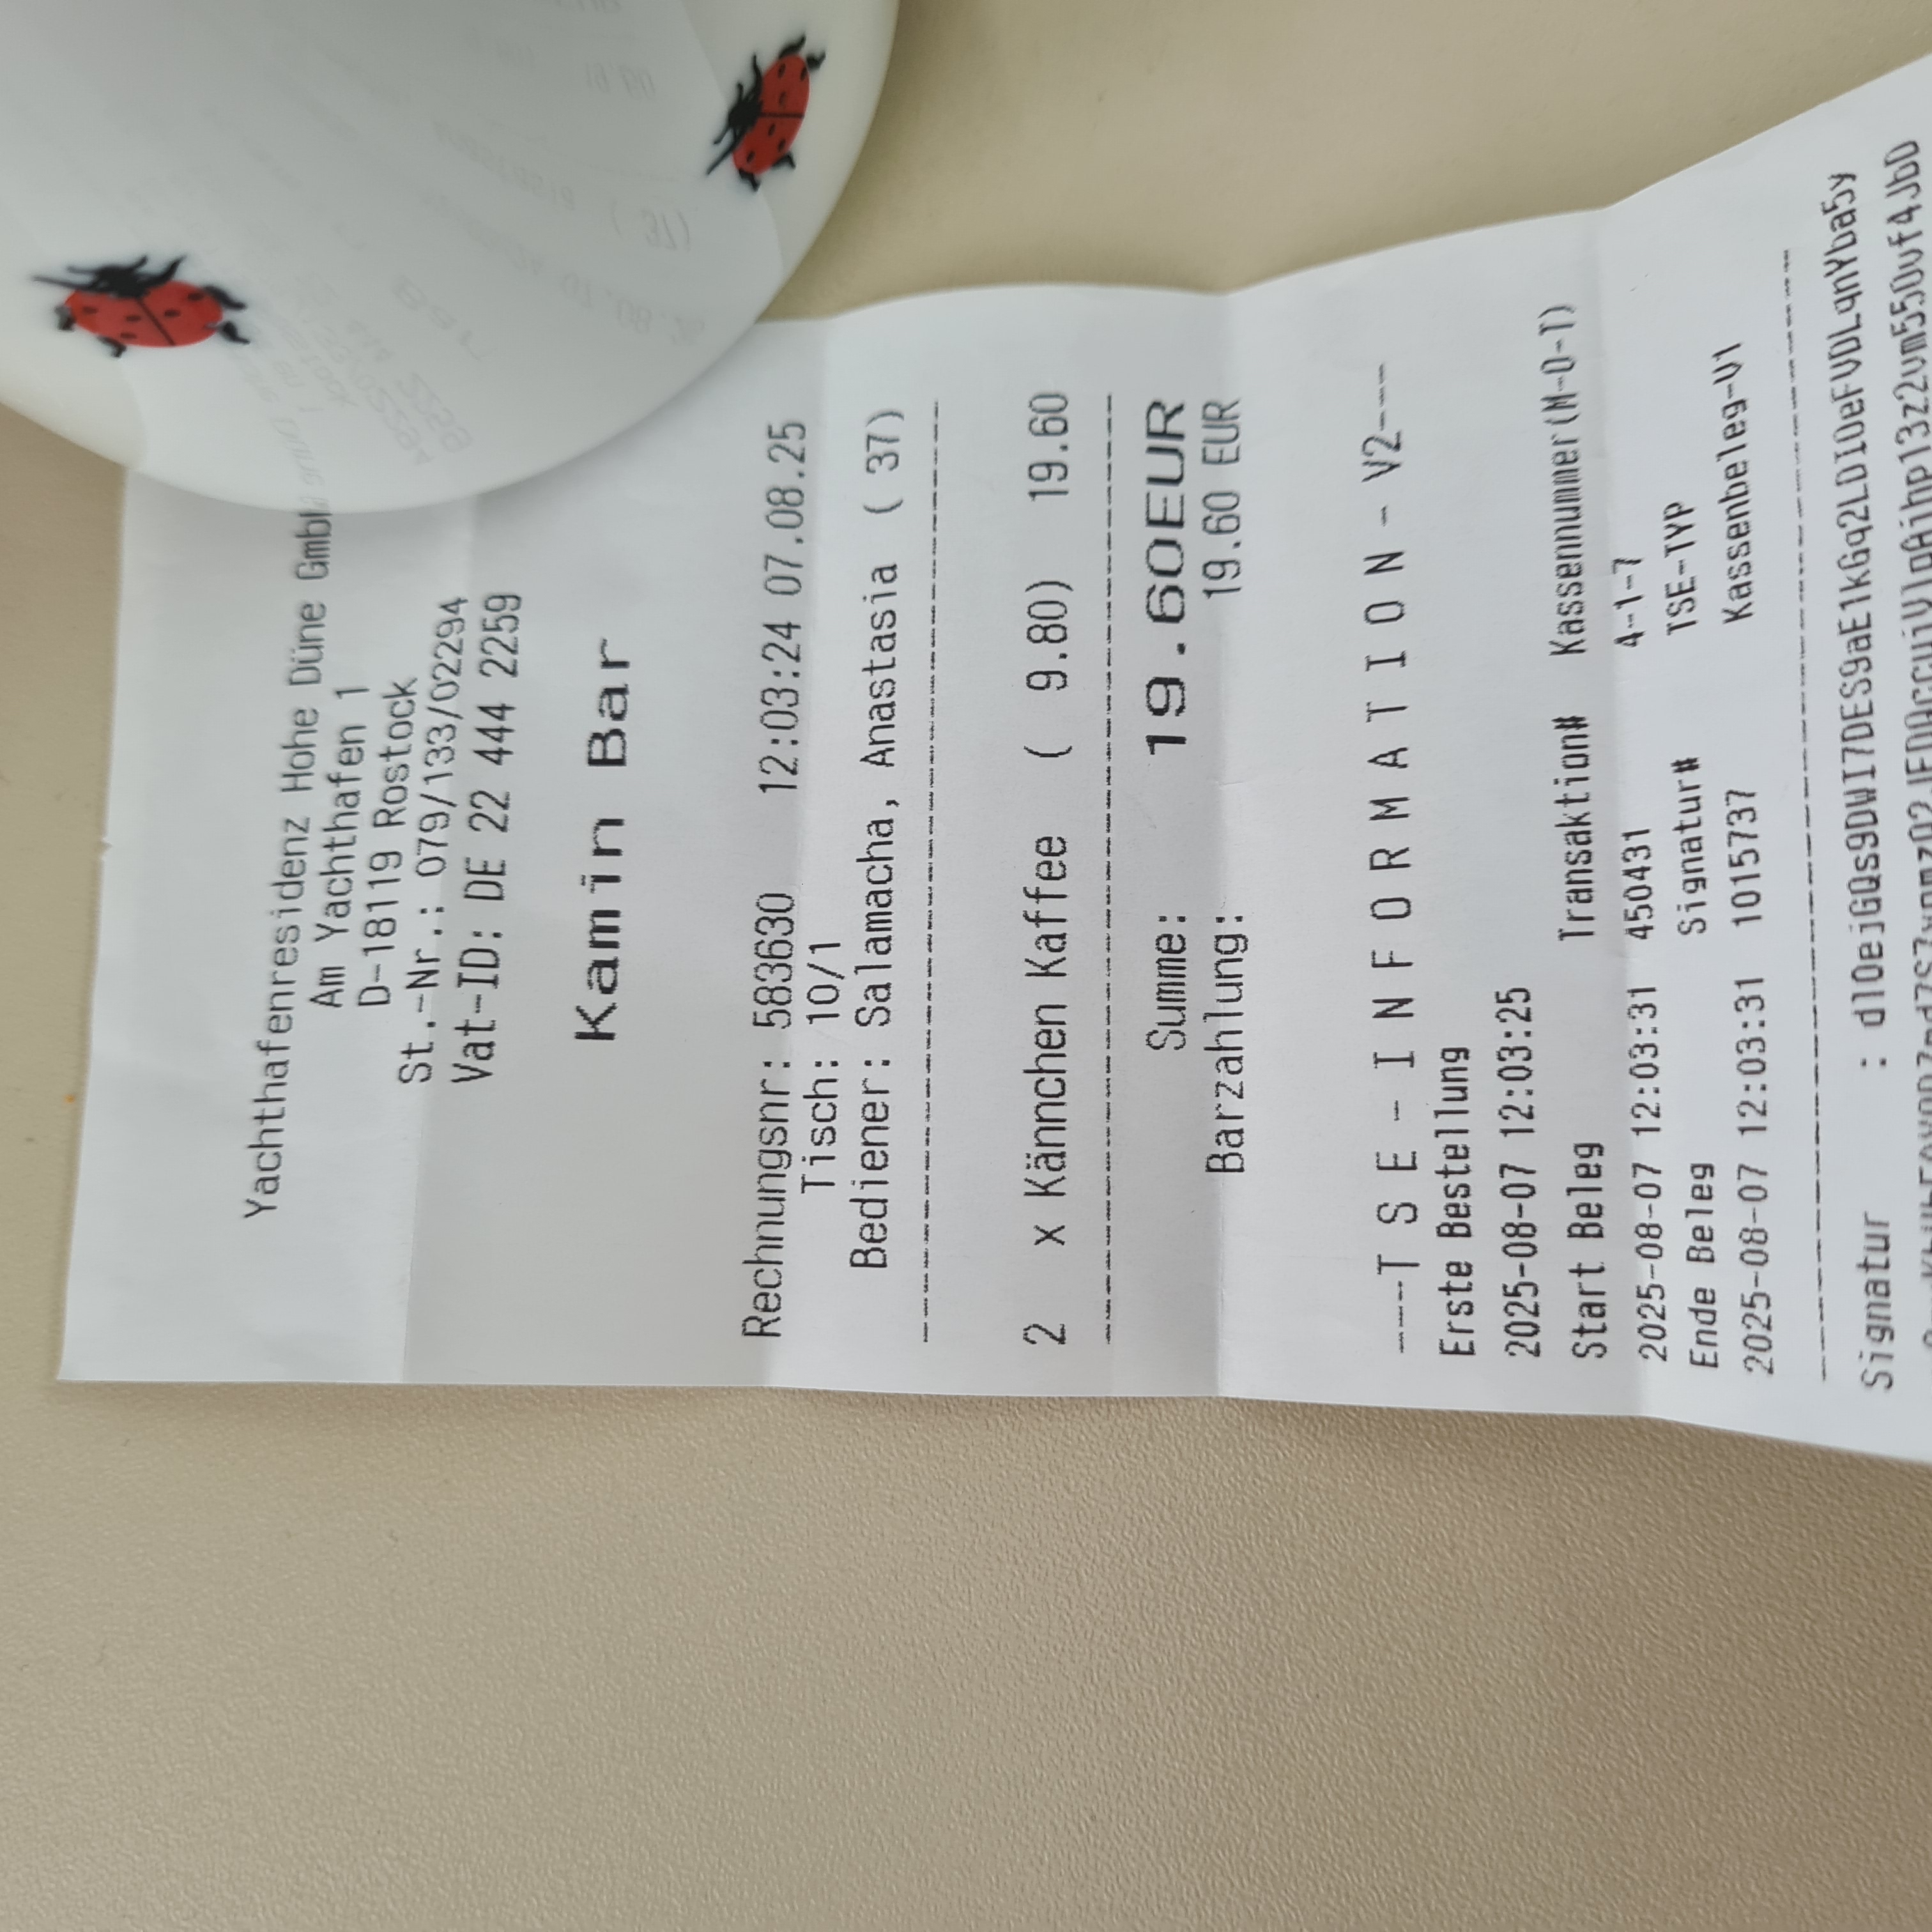 Yachthafenresidenz Hohe Düne Gmb
Am Yachthafen 1
D-18119 Rostock
St.-Nr.: 079/133/02294
Vat-ID: DE 22 444 2259
Kamin Bar
Rechnungsnr: 583630 12:03:24 07.08.25
Tisch: 10/1
Bediener: Salamacha, Anastasia ( 37)
2 x Kännchen Kaffee ( 9.80) 19.60
Summe: 19.60EUR
Barzahlung: 19.60 EUR
---T S E - I N F O R M A T I O N - V2---
Erste Bestellung
2025-08-07 12:03:25
Start Beleg Transaktion# Kassennummer(M-O-T)
2025-08-07 12:03:31 450431 4-1-7
Ende Beleg Signatur# TSE-TYP
2025-08-07 12:03:31 1015737 Kassenbeleg-V1
Signatur :